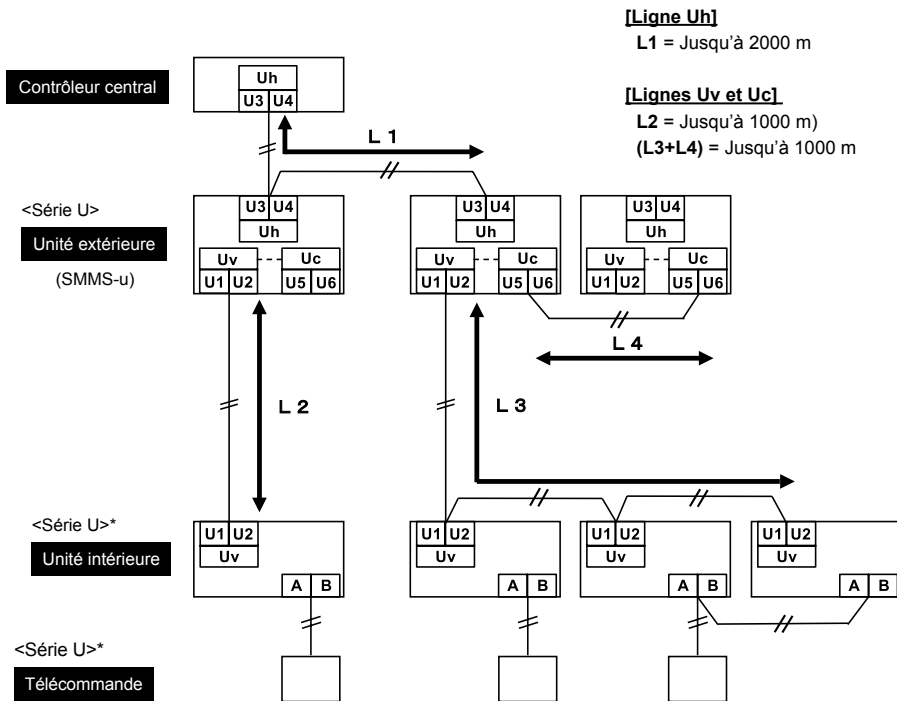 [Ligne Uh]
L1 = Jusqu'à 2000 m
[Lignes Uv et Uc]
L2 = Jusqu'à 1000 m)
(L3+L4) = Jusqu'à 1000 m
Contrôleur central
Uh
U3 U4
L 1
<Série U>
Unité extérieure
(SMMS-u)
U3 U4
Uh
Uv Uc
U1 U2 U5 U6
U3 U4
Uh
Uv Uc
U1 U2 U5 U6
U3 U4
Uh
Uv Uc
U1 U2 U5 U6
L 4
L 2
L 3
<Série U>*
Unité intérieure
U1 U2
Uv
A B
U1 U2
Uv
A B
U1 U2
Uv
A B
U1 U2
Uv
A B
<Série U>*
Télécommande